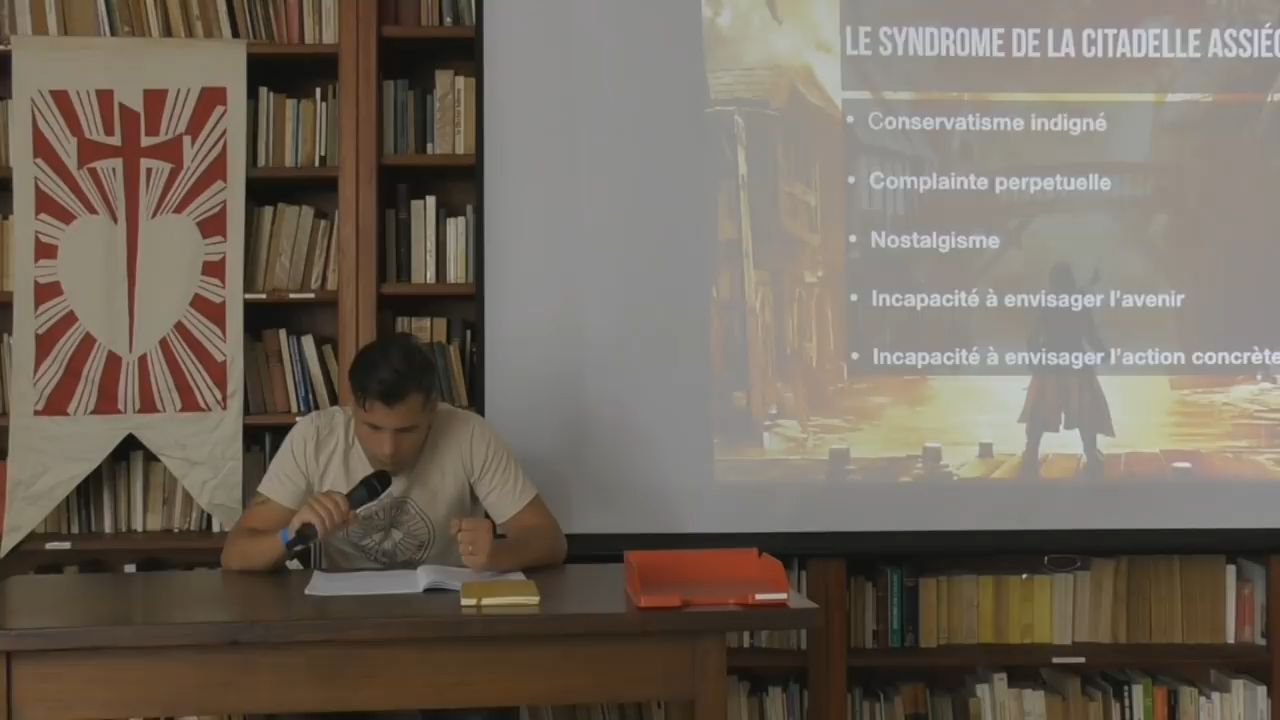 LE SYNDROME DE LA CITADELLE ASSIÉG
• Conservatisme indigné
• Complainte perpetuelle
• Nostalgisme
• Incapacité à envisager l'avenir
• Incapacité à envisager l'action concrète